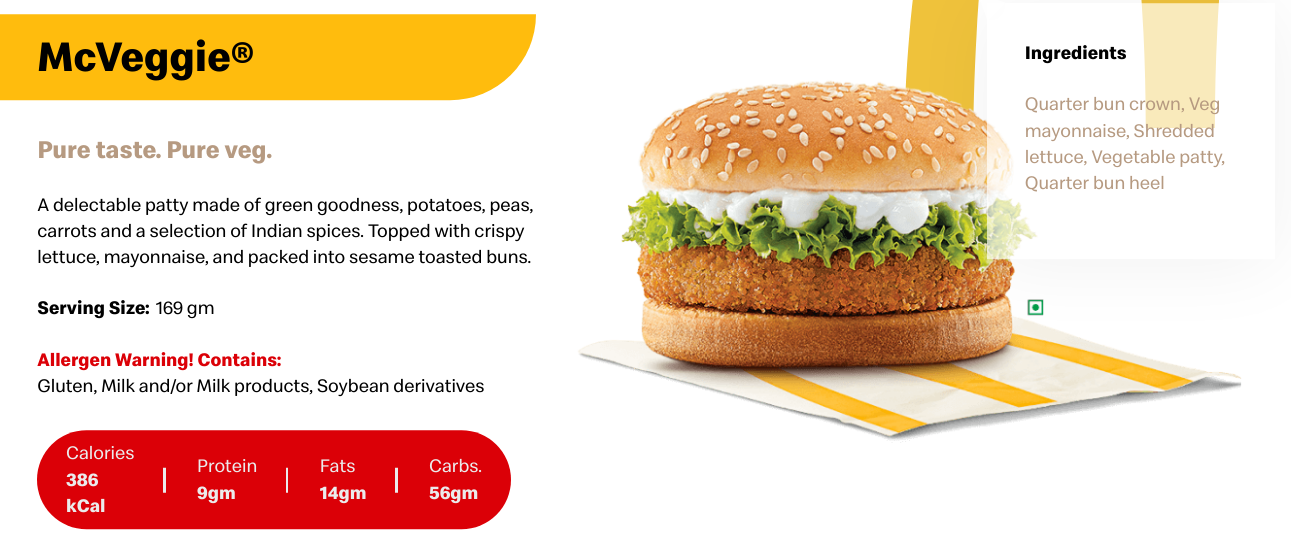 McVeggie®
Pure taste. Pure veg.
A delectable patty made of green goodness, potatoes, peas,
carrots and a selection of Indian spices. Topped with crispy
lettuce, mayonnaise, and packed into sesame toasted buns.
Serving Size: 169 gm
Allergen Warning! Contains:
Gluten, Milk and/or Milk products, Soybean derivatives
Calories
386
kCal
Protein
9gm
Fats
14gm
Carbs.
56gm
Ingredients
Quarter bun crown, Veg
mayonnaise, Shredded
lettuce, Vegetable patty,
Quarter bun heel